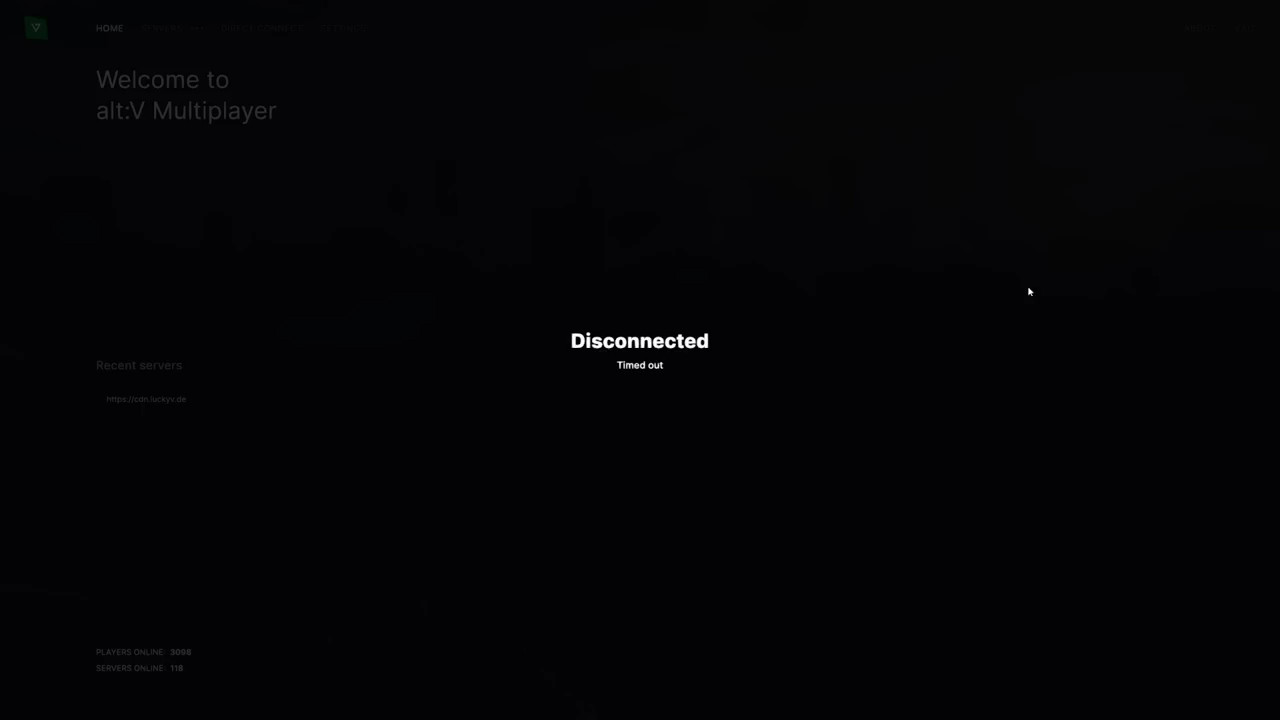 HOME
Welcome to
alt:V Multiplayer
Disconnected
Timed out
Recent servers
https://cdn.luckyv.de
PLAYERS ONLINE: 3098
SERVERS ONLINE: 118